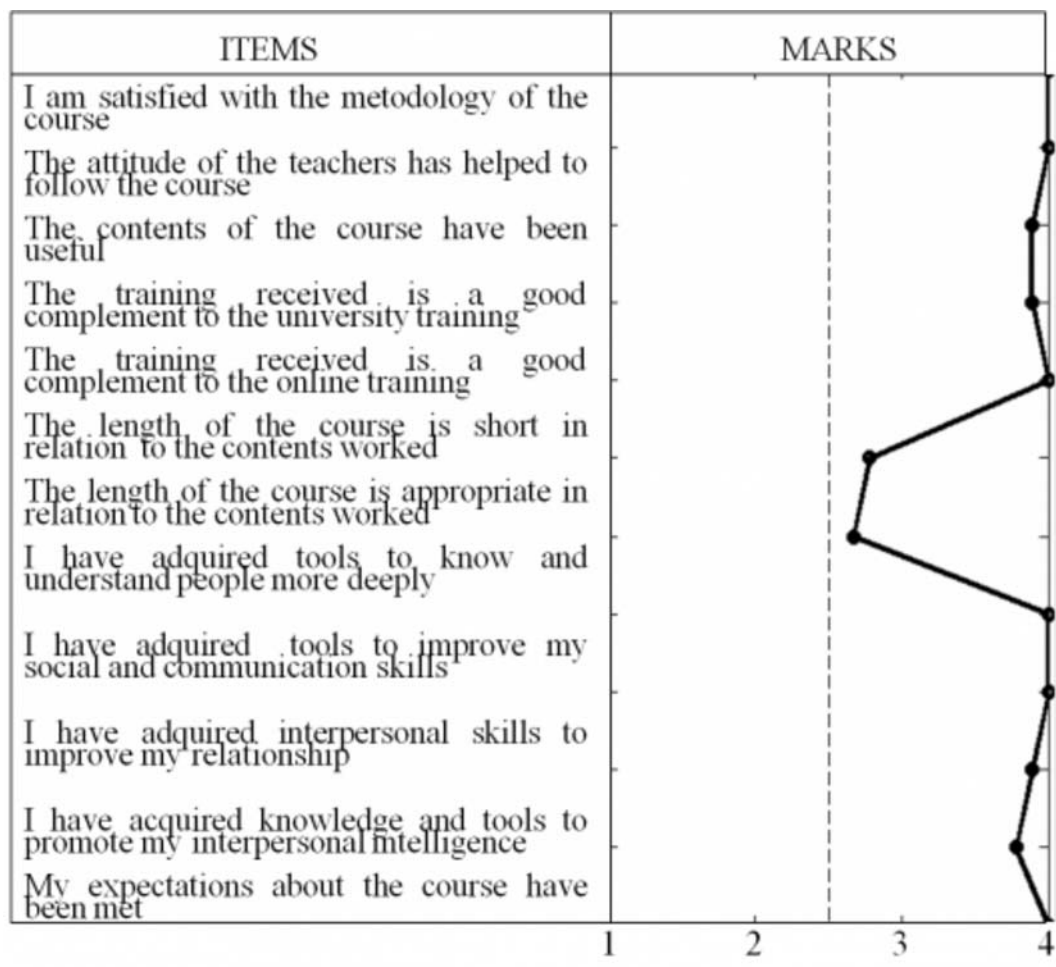 ITEMS MARKS
I am satisfied with the metodology of the
course
The attitude of the teachers has helped to
follow the course
The contents of the course have been
useful
The training received is a good
complement to the university training
The training received is a good
complement to the online training
The length of the course is short in
relation to the contents worked
The length of the course is appropriate in
relation to the contents worked
I have adquired tools to know and
understand people more deeply
I have adquired tools to improve my
social and communication skills
I have adquired interpersonal skills to
improve my relationship
I have acquired knowledge and tools to
promote my interpersonal intelligence
My expectations about the course have
been met
1 2 3 4